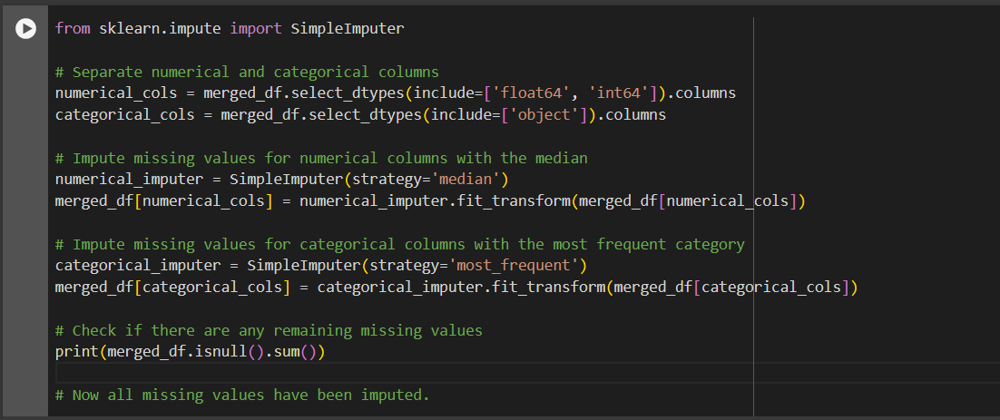 from sklearn.impute import SimpleImputer
# Separate numerical and categorical columns
numerical_cols = merged_df.select_dtypes(include=['float64', 'int64']).columns
categorical_cols = merged_df.select_dtypes(include=['object']).columns
# Impute missing values for numerical columns with the median
numerical_imputer = SimpleImputer(strategy='median')
merged_df[numerical_cols] = numerical_imputer.fit_transform(merged_df[numerical_cols])
# Impute missing values for categorical columns with the most frequent category
categorical_imputer = SimpleImputer(strategy='most_frequent')
merged_df[categorical_cols] = categorical_imputer.fit_transform(merged_df[categorical_cols])
# Check if there are any remaining missing values
print(merged_df.isnull().sum())
# Now all missing values have been imputed.